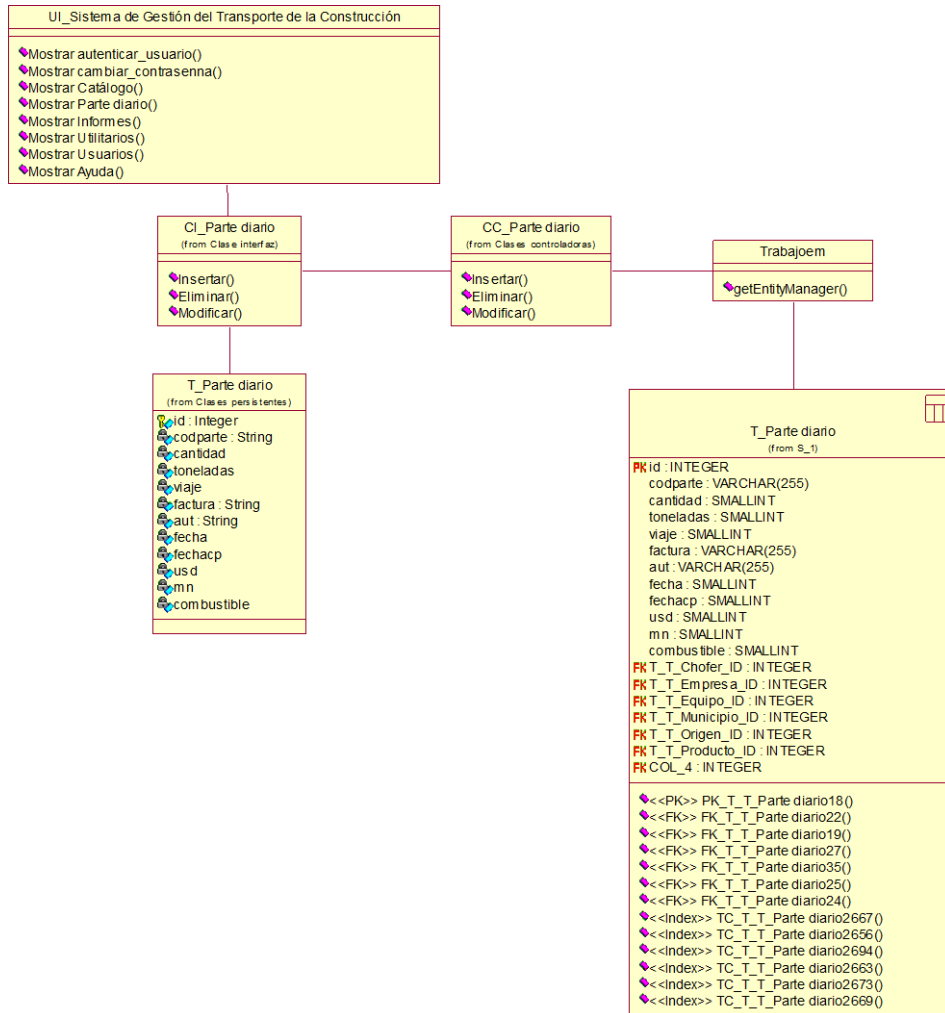 UI_Sistema de Gestión del Transporte de la Construcción
Mostrar autenticar_usuario()
Mostrar cambiar_contrasenna()
Mostrar Catálogo()
Mostrar Parte diario()
Mostrar Informes()
Mostrar Utilitarios()
Mostrar Usuarios()
Mostrar Ayuda()
CI_Parte diario
(from Clase interfaz)
Insertar()
Eliminar()
Modificar()
CC_Parte diario
(from Clases controladoras)
Insertar()
Eliminar()
Modificar()
Trabajoem
getEntityManager()
T_Parte diario
(from Clases persistentes)
id : Integer
codparte : String
cantidad
toneladas
viaje
factura : String
aut : String
fecha
fechacp
usd
mn
combustible
T_Parte diario
(from S_1)
PK id : INTEGER
codparte : VARCHAR(255)
cantidad : SMALLINT
toneladas : SMALLINT
viaje : SMALLINT
factura : VARCHAR(255)
aut : VARCHAR(255)
fecha : SMALLINT
fechacp : SMALLINT
usd : SMALLINT
mn : SMALLINT
combustible : SMALLINT
FK T_T_Chofer_ID : INTEGER
FK T_T_Empresa_ID : INTEGER
FK T_T_Equipo_ID : INTEGER
FK T_T_Municipio_ID : INTEGER
FK T_T_Origen_ID : INTEGER
FK T_T_Producto_ID : INTEGER
FK COL_4 : INTEGER
<<PK>> PK_T_T_Parte diario18()
<<FK>> FK_T_T_Parte diario22()
<<FK>> FK_T_T_Parte diario19()
<<FK>> FK_T_T_Parte diario27()
<<FK>> FK_T_T_Parte diario35()
<<FK>> FK_T_T_Parte diario25()
<<FK>> FK_T_T_Parte diario24()
<<Index>> TC_T_T_Parte diario2667()
<<Index>> TC_T_T_Parte diario2656()
<<Index>> TC_T_T_Parte diario2694()
<<Index>> TC_T_T_Parte diario2663()
<<Index>> TC_T_T_Parte diario2673()
<<Index>> TC_T_T_Parte diario2669()